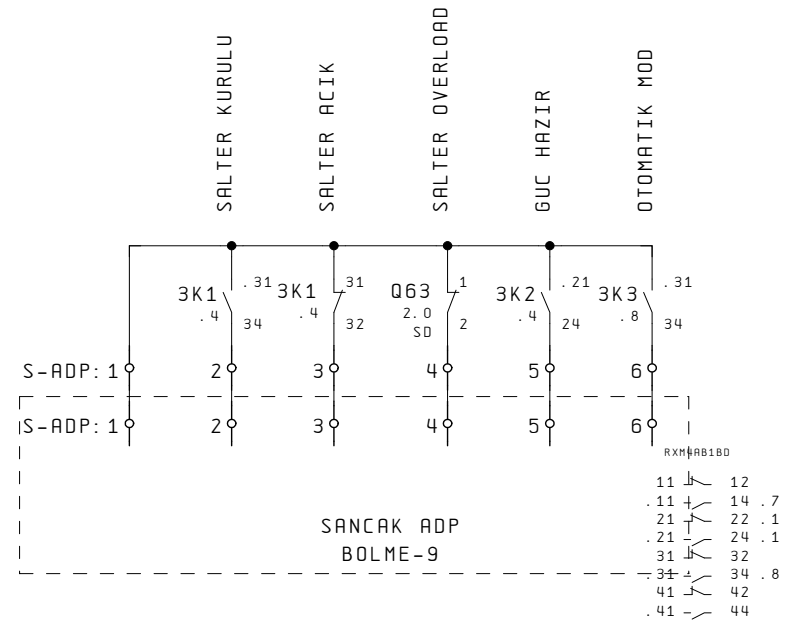 SALTER KURULU
SALTER ACIK
SALTER OVERLOAD
GUC HAZIR
OTOMATIK MOD
3K1 .31
.4 34
3K1 31
.4 32
Q63 1
2.0
SD 2
3K2 .21
.4 24
3K3 .31
.8 34
S-ADP: 1 2 3 4 5 6
S-ADP: 1 2 3 4 5 6
RXM4AB1BD
11 12
.11 14 .7
21 22 .1
.21 24 .1
31 32
.31 34 .8
41 42
.41 44
SANCAK ADP
BOLME-9